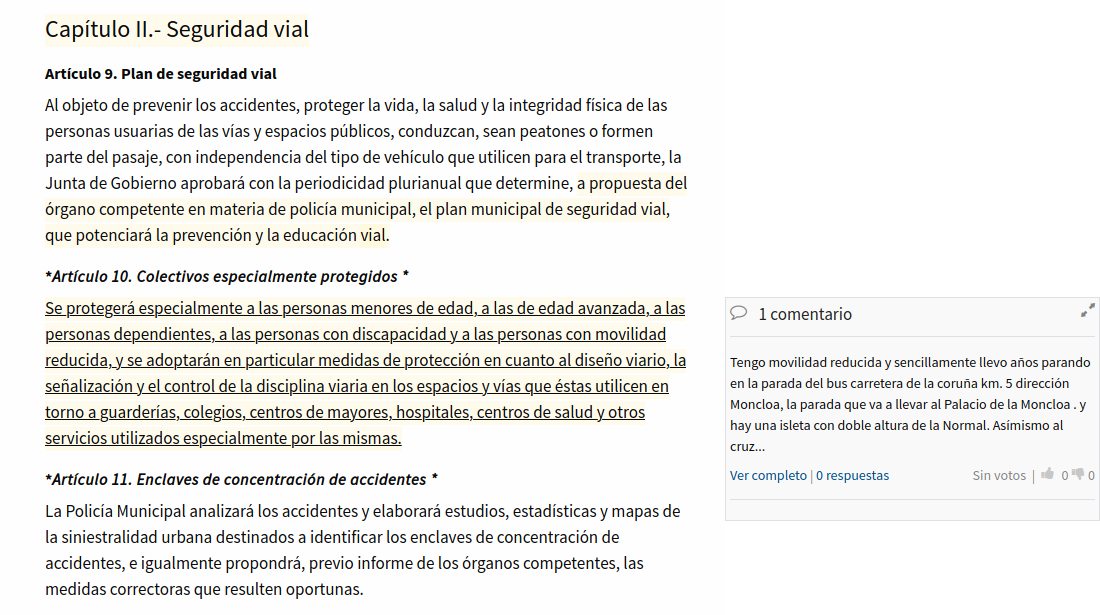 Capítulo II.- Seguridad vial
Artículo 9. Plan de seguridad vial
Al objeto de prevenir los accidentes, proteger la vida, la salud y la integridad física de las
personas usuarias de las vías y espacios públicos, conduzcan, sean peatones o formen
parte del pasaje, con independencia del tipo de vehículo que utilicen para el transporte, la
Junta de Gobierno aprobará con la periodicidad plurianual que determine, a propuesta del
órgano competente en materia de policía municipal, el plan municipal de seguridad vial,
que potenciará la prevención y la educación vial.
*Artículo 10. Colectivos especialmente protegidos *
Se protegerá especialmente a las personas menores de edad, a las de edad avanzada, a las
personas dependientes, a las personas con discapacidad y a las personas con movilidad
reducida, y se adoptarán en particular medidas de protección en cuanto al diseño viario, la
señalización y el control de la disciplina viaria en los espacios y vías que éstas utilicen en
torno a guarderías, colegios, centros de mayores, hospitales, centros de salud y otros
servicios utilizados especialmente por las mismas.
*Artículo 11. Enclaves de concentración de accidentes *
La Policía Municipal analizará los accidentes y elaborará estudios, estadísticas y mapas de
la siniestralidad urbana destinados a identificar los enclaves de concentración de
accidentes, e igualmente propondrá, previo informe de los órganos competentes, las
medidas correctoras que resulten oportunas.
1 comentario
Tengo movilidad reducida y sencillamente llevo años parando
en la parada del bus carretera de la coruña km. 5 dirección
Moncloa, la parada que va a llevar al Palacio de la Moncloa . y
hay una isleta con doble altura de la Normal. Asímismo al
cruz...
Ver completo | 0 respuestas Sin votos | 0 0